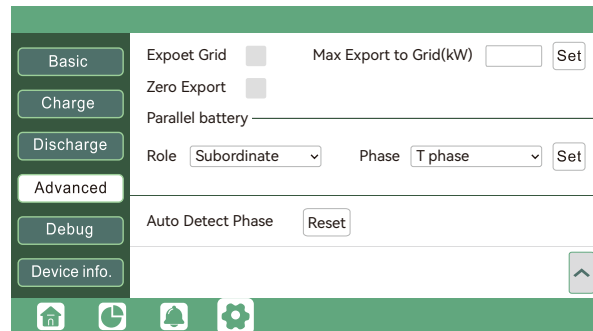 Basic
Charge
Discharge
Advanced
Debug
Device info.
Expoet Grid Max Export to Grid(kW) Set
Zero Export
Parallel battery
Role Subordinate Phase T phase Set
Auto Detect Phase Reset